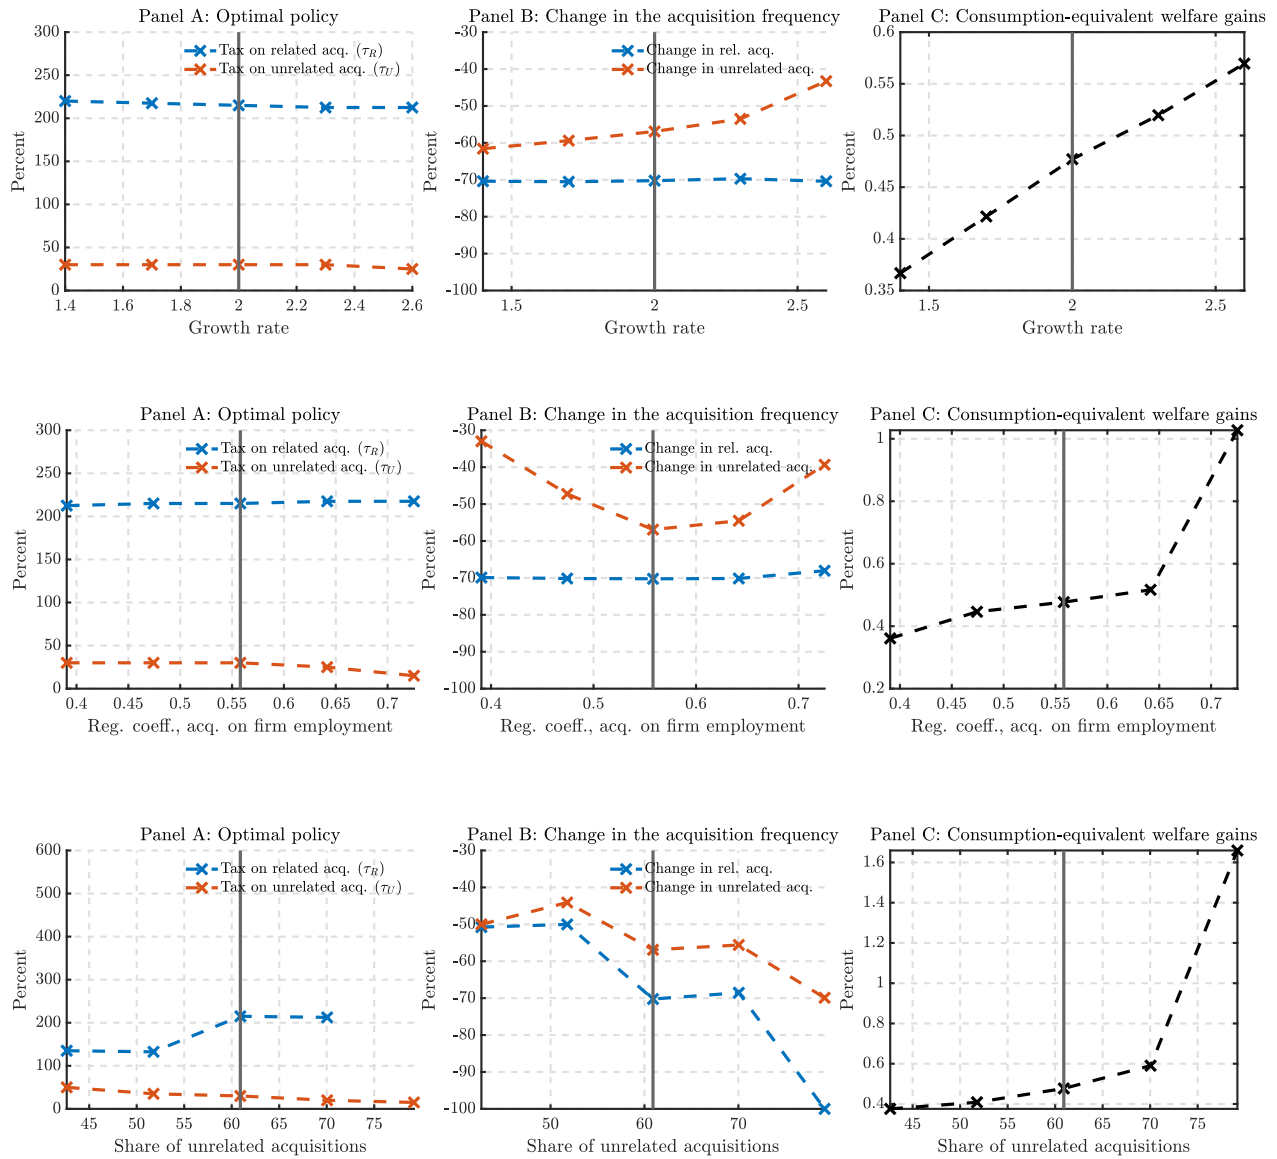 Panel A: Optimal policy
300
250
200
150
100
50
0
Percent
Tax on related acq. (τR)
Tax on unrelated acq. (τU)
1.4 1.6 1.8 2 2.2 2.4 2.6
Growth rate
Panel B: Change in the acquisition frequency
-30
-40
-50
-60
-70
-80
-90
-100
Percent
Change in rel. acq.
Change in unrelated acq.
1.5 2 2.5
Growth rate
Panel C: Consumption-equivalent welfare gains
0.6
0.55
0.5
0.45
0.4
0.35
Percent
1.5 2 2.5
Growth rate
Panel A: Optimal policy
300
250
200
150
100
50
0
Percent
Tax on related acq. (τR)
Tax on unrelated acq. (τU)
0.4 0.45 0.5 0.55 0.6 0.65 0.7
Reg. coeff., acq. on firm employment
Panel B: Change in the acquisition frequency
-30
-40
-50
-60
-70
-80
-90
-100
Percent
Change in rel. acq.
Change in unrelated acq.
0.4 0.5 0.6 0.7
Reg. coeff., acq. on firm employment
Panel C: Consumption-equivalent welfare gains
1
0.8
0.6
0.4
0.2
Percent
0.4 0.45 0.5 0.55 0.6 0.65 0.7
Reg. coeff., acq. on firm employment
Panel A: Optimal policy
600
500
400
300
200
100
0
Percent
Tax on related acq. (τR)
Tax on unrelated acq. (τU)
45 50 55 60 65 70 75
Share of unrelated acquisitions
Panel B: Change in the acquisition frequency
-30
-40
-50
-60
-70
-80
-90
-100
Percent
Change in rel. acq.
Change in unrelated acq.
50 60 70
Share of unrelated acquisitions
Panel C: Consumption-equivalent welfare gains
1.6
1.4
1.2
1
0.8
0.6
0.4
Percent
45 50 55 60 65 70 75
Share of unrelated acquisitions